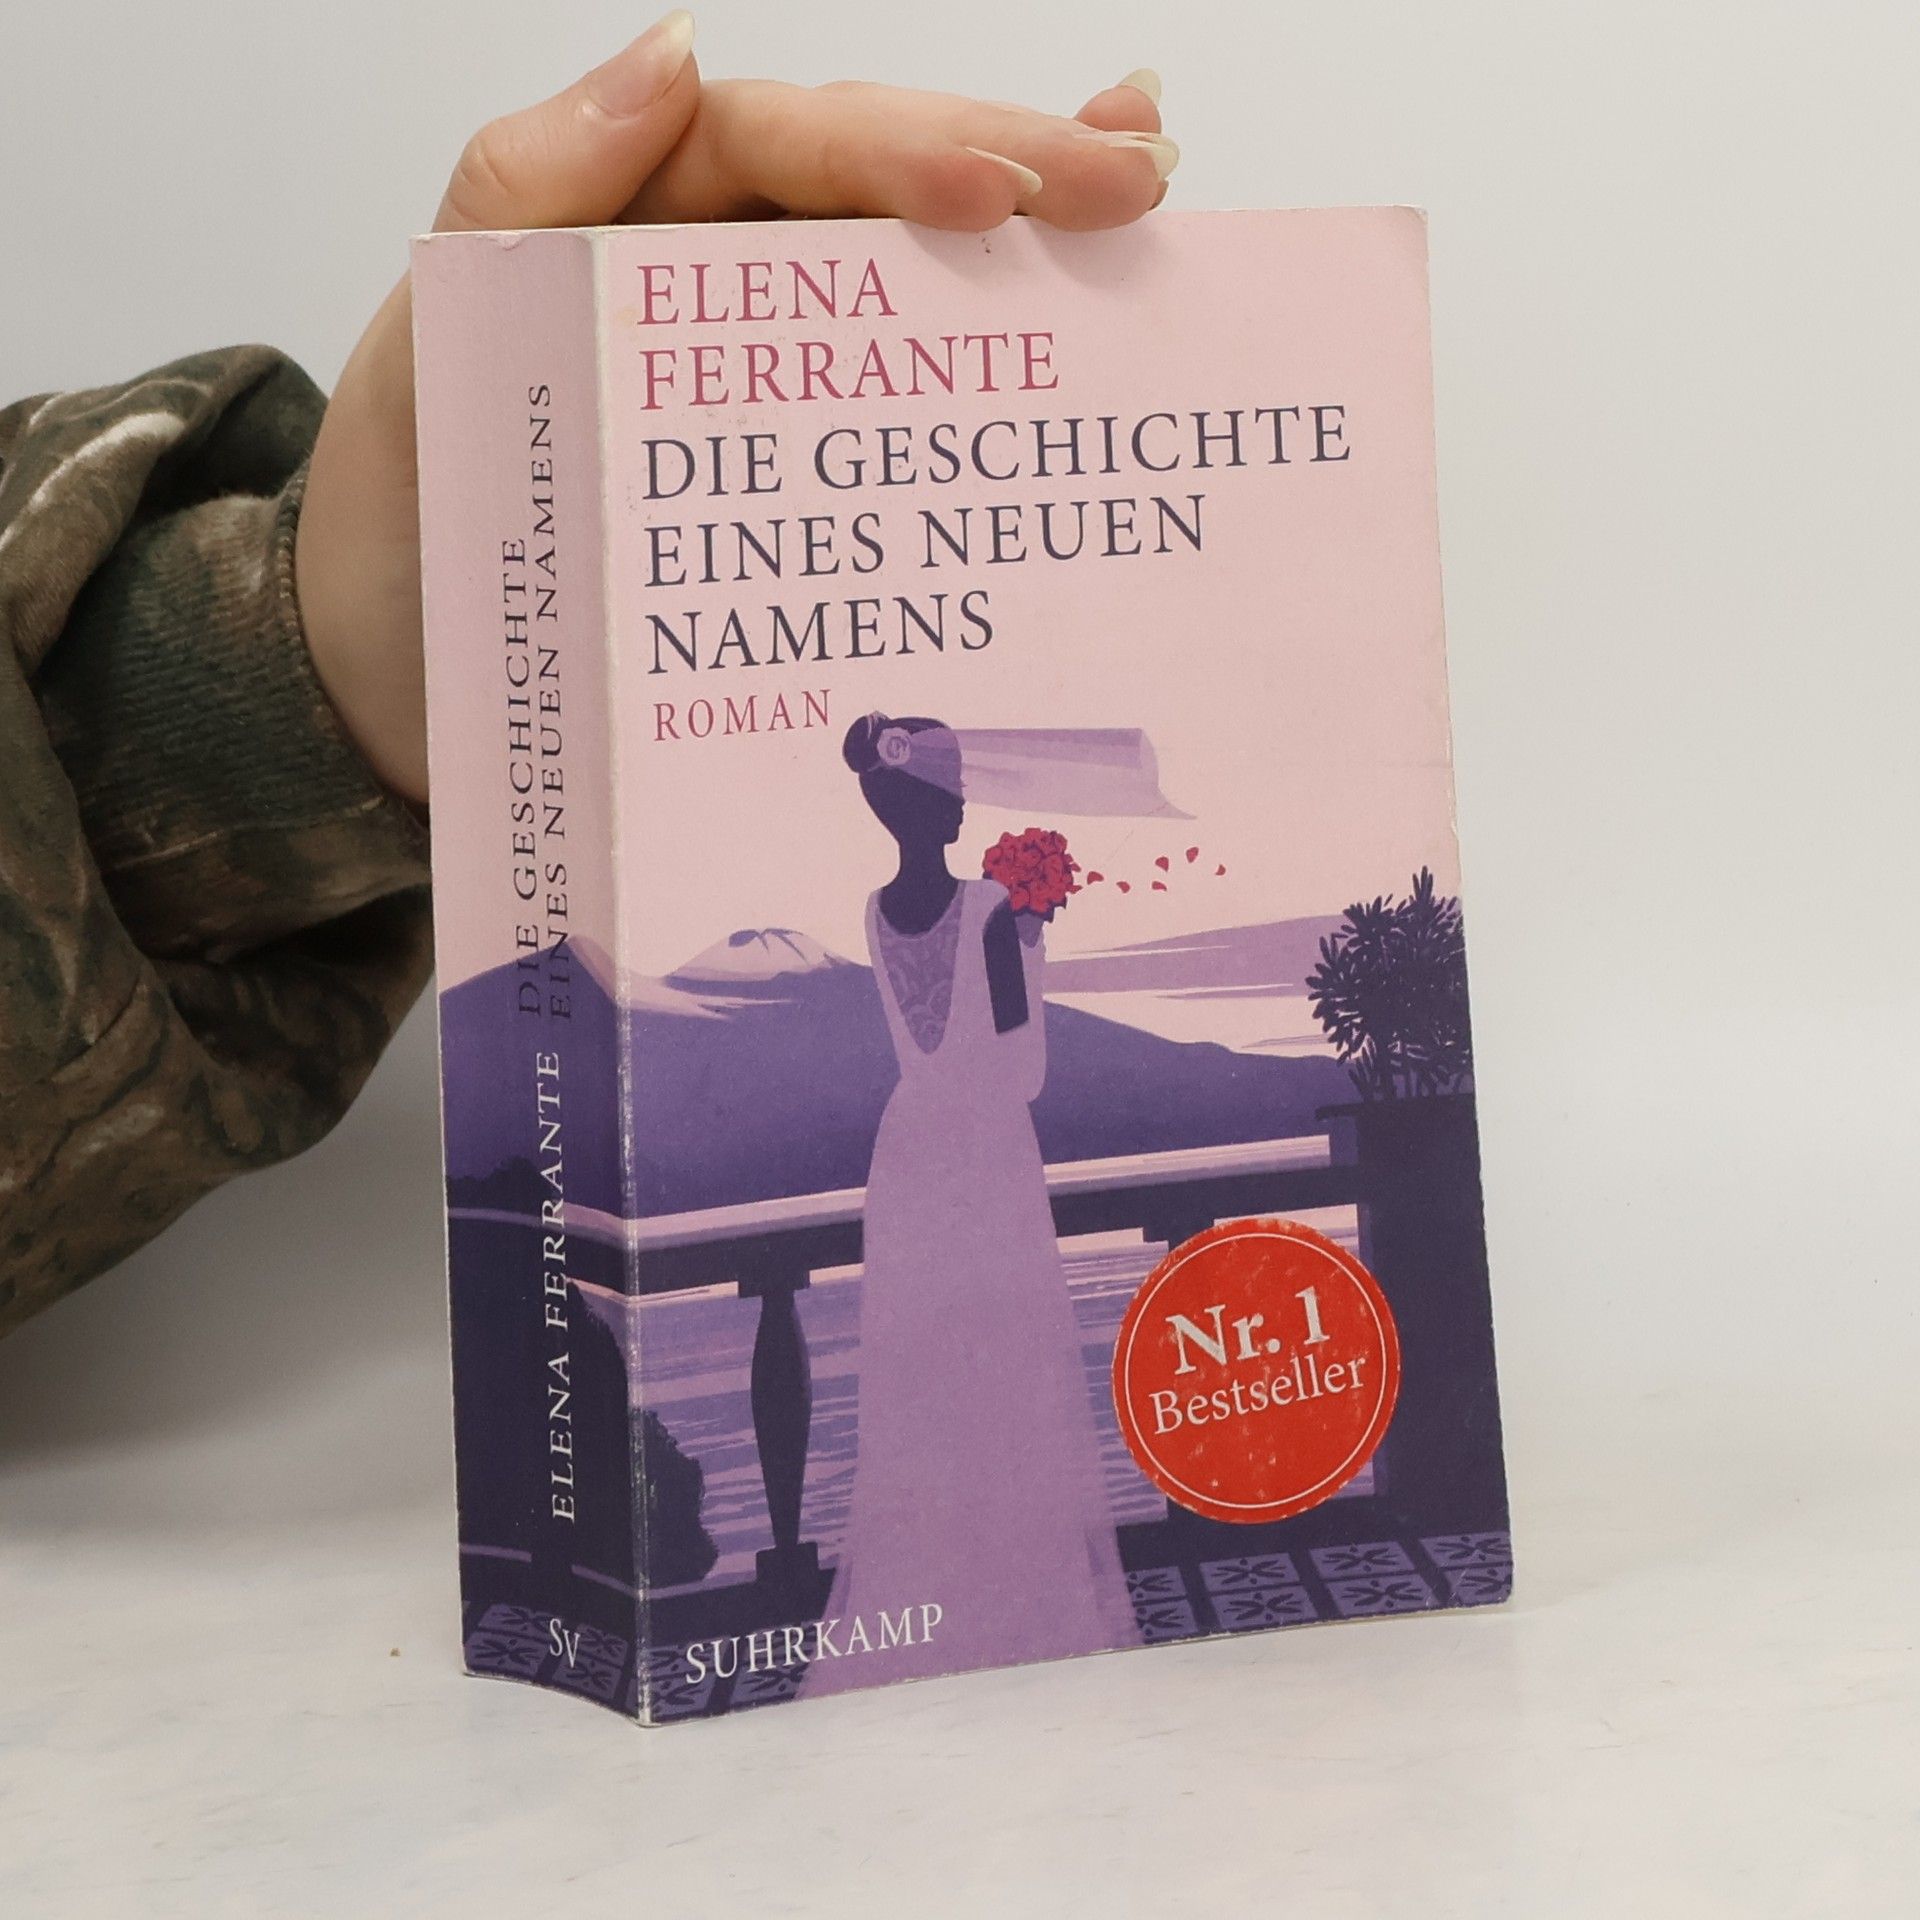 ELENA
FERRANTE
DIE GESCHICHTE
EINES NEUEN
NAMENS
ROMAN
Nr. 1
Bestseller
SUHRKAMP
ELENA FERRANTE
DIE GESCHICHTE
EINES NEUEN NAMENS
SV